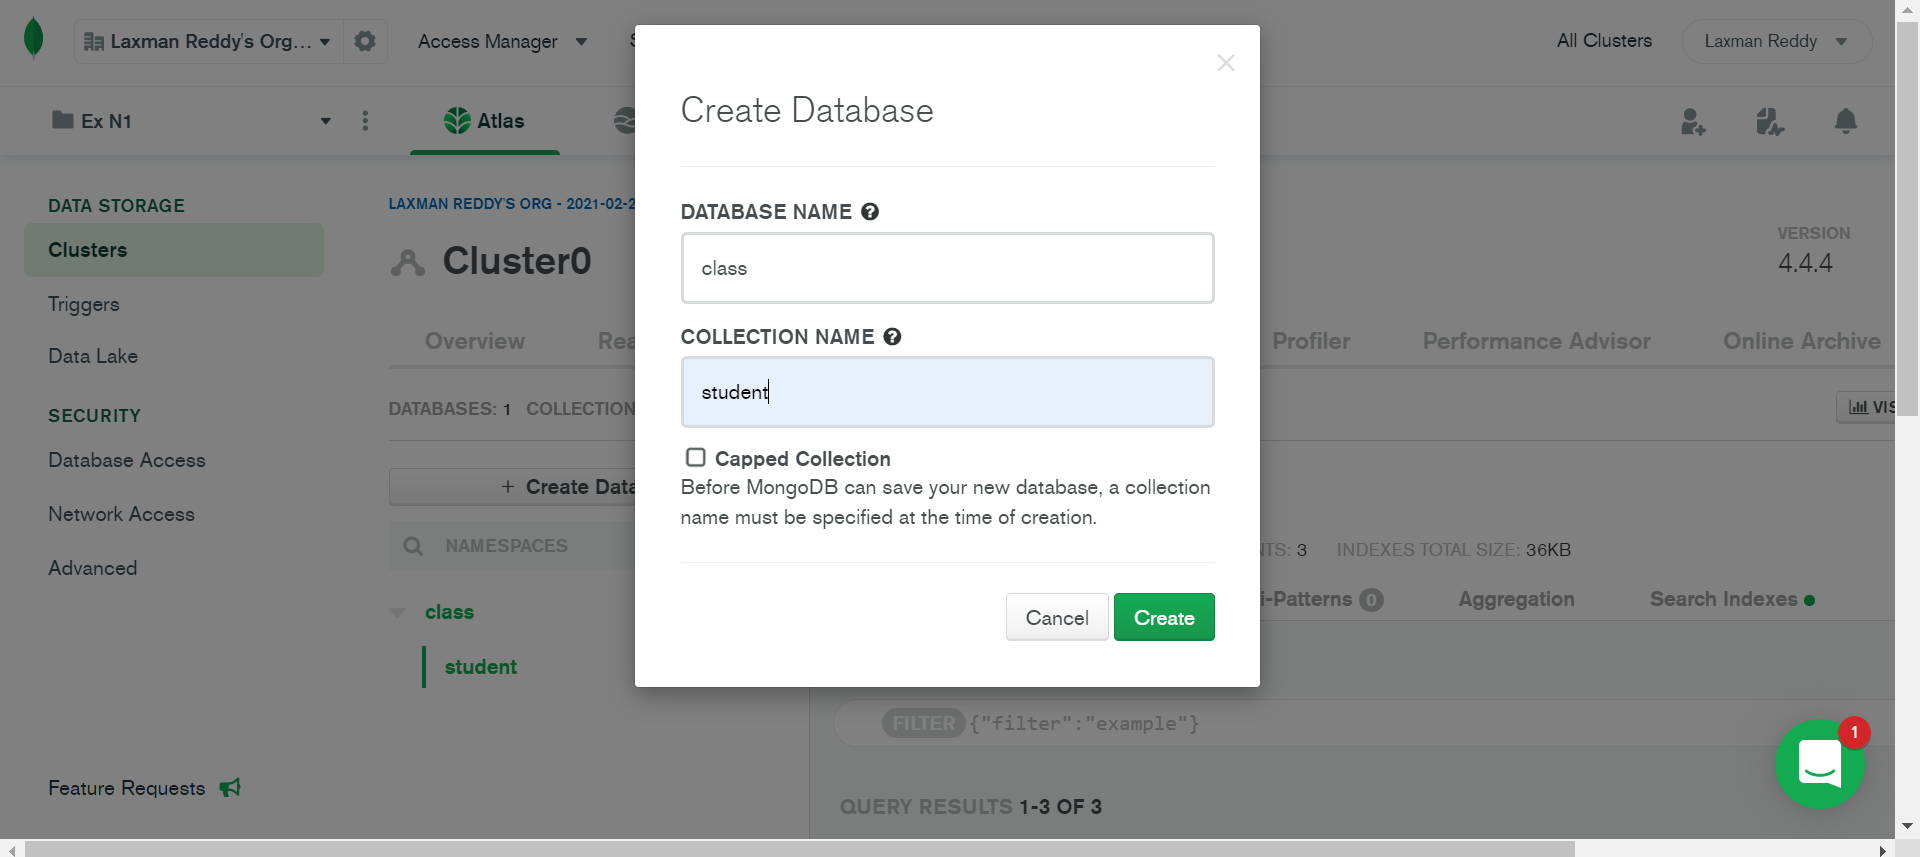 Laxman Reddy's Org...
Access Manager
All Clusters
Laxman Reddy
Ex N1
Atlas
DATA STORAGE
Clusters
Triggers
Data Lake
SECURITY
Database Access
Network Access
Advanced
Feature Requests
LAXMAN REDDY'S ORG - 2021-02-2
Cluster0
VERSION
4.4.4
Overview
Profiler
Performance Advisor
Online Archive
DATABASES: 1 COLLECTION
VIS
+ Create Data
NAMESPACES
class
student
Create Database
DATABASE NAME ?
class
COLLECTION NAME ?
student
Capped Collection
Before MongoDB can save your new database, a collection
name must be specified at the time of creation.
Cancel
Create
NTS: 3 INDEXES TOTAL SIZE: 36KB
i-Patterns 0
Aggregation
Search Indexes
FILTER {"filter":"example"}
QUERY RESULTS 1-3 OF 3
1